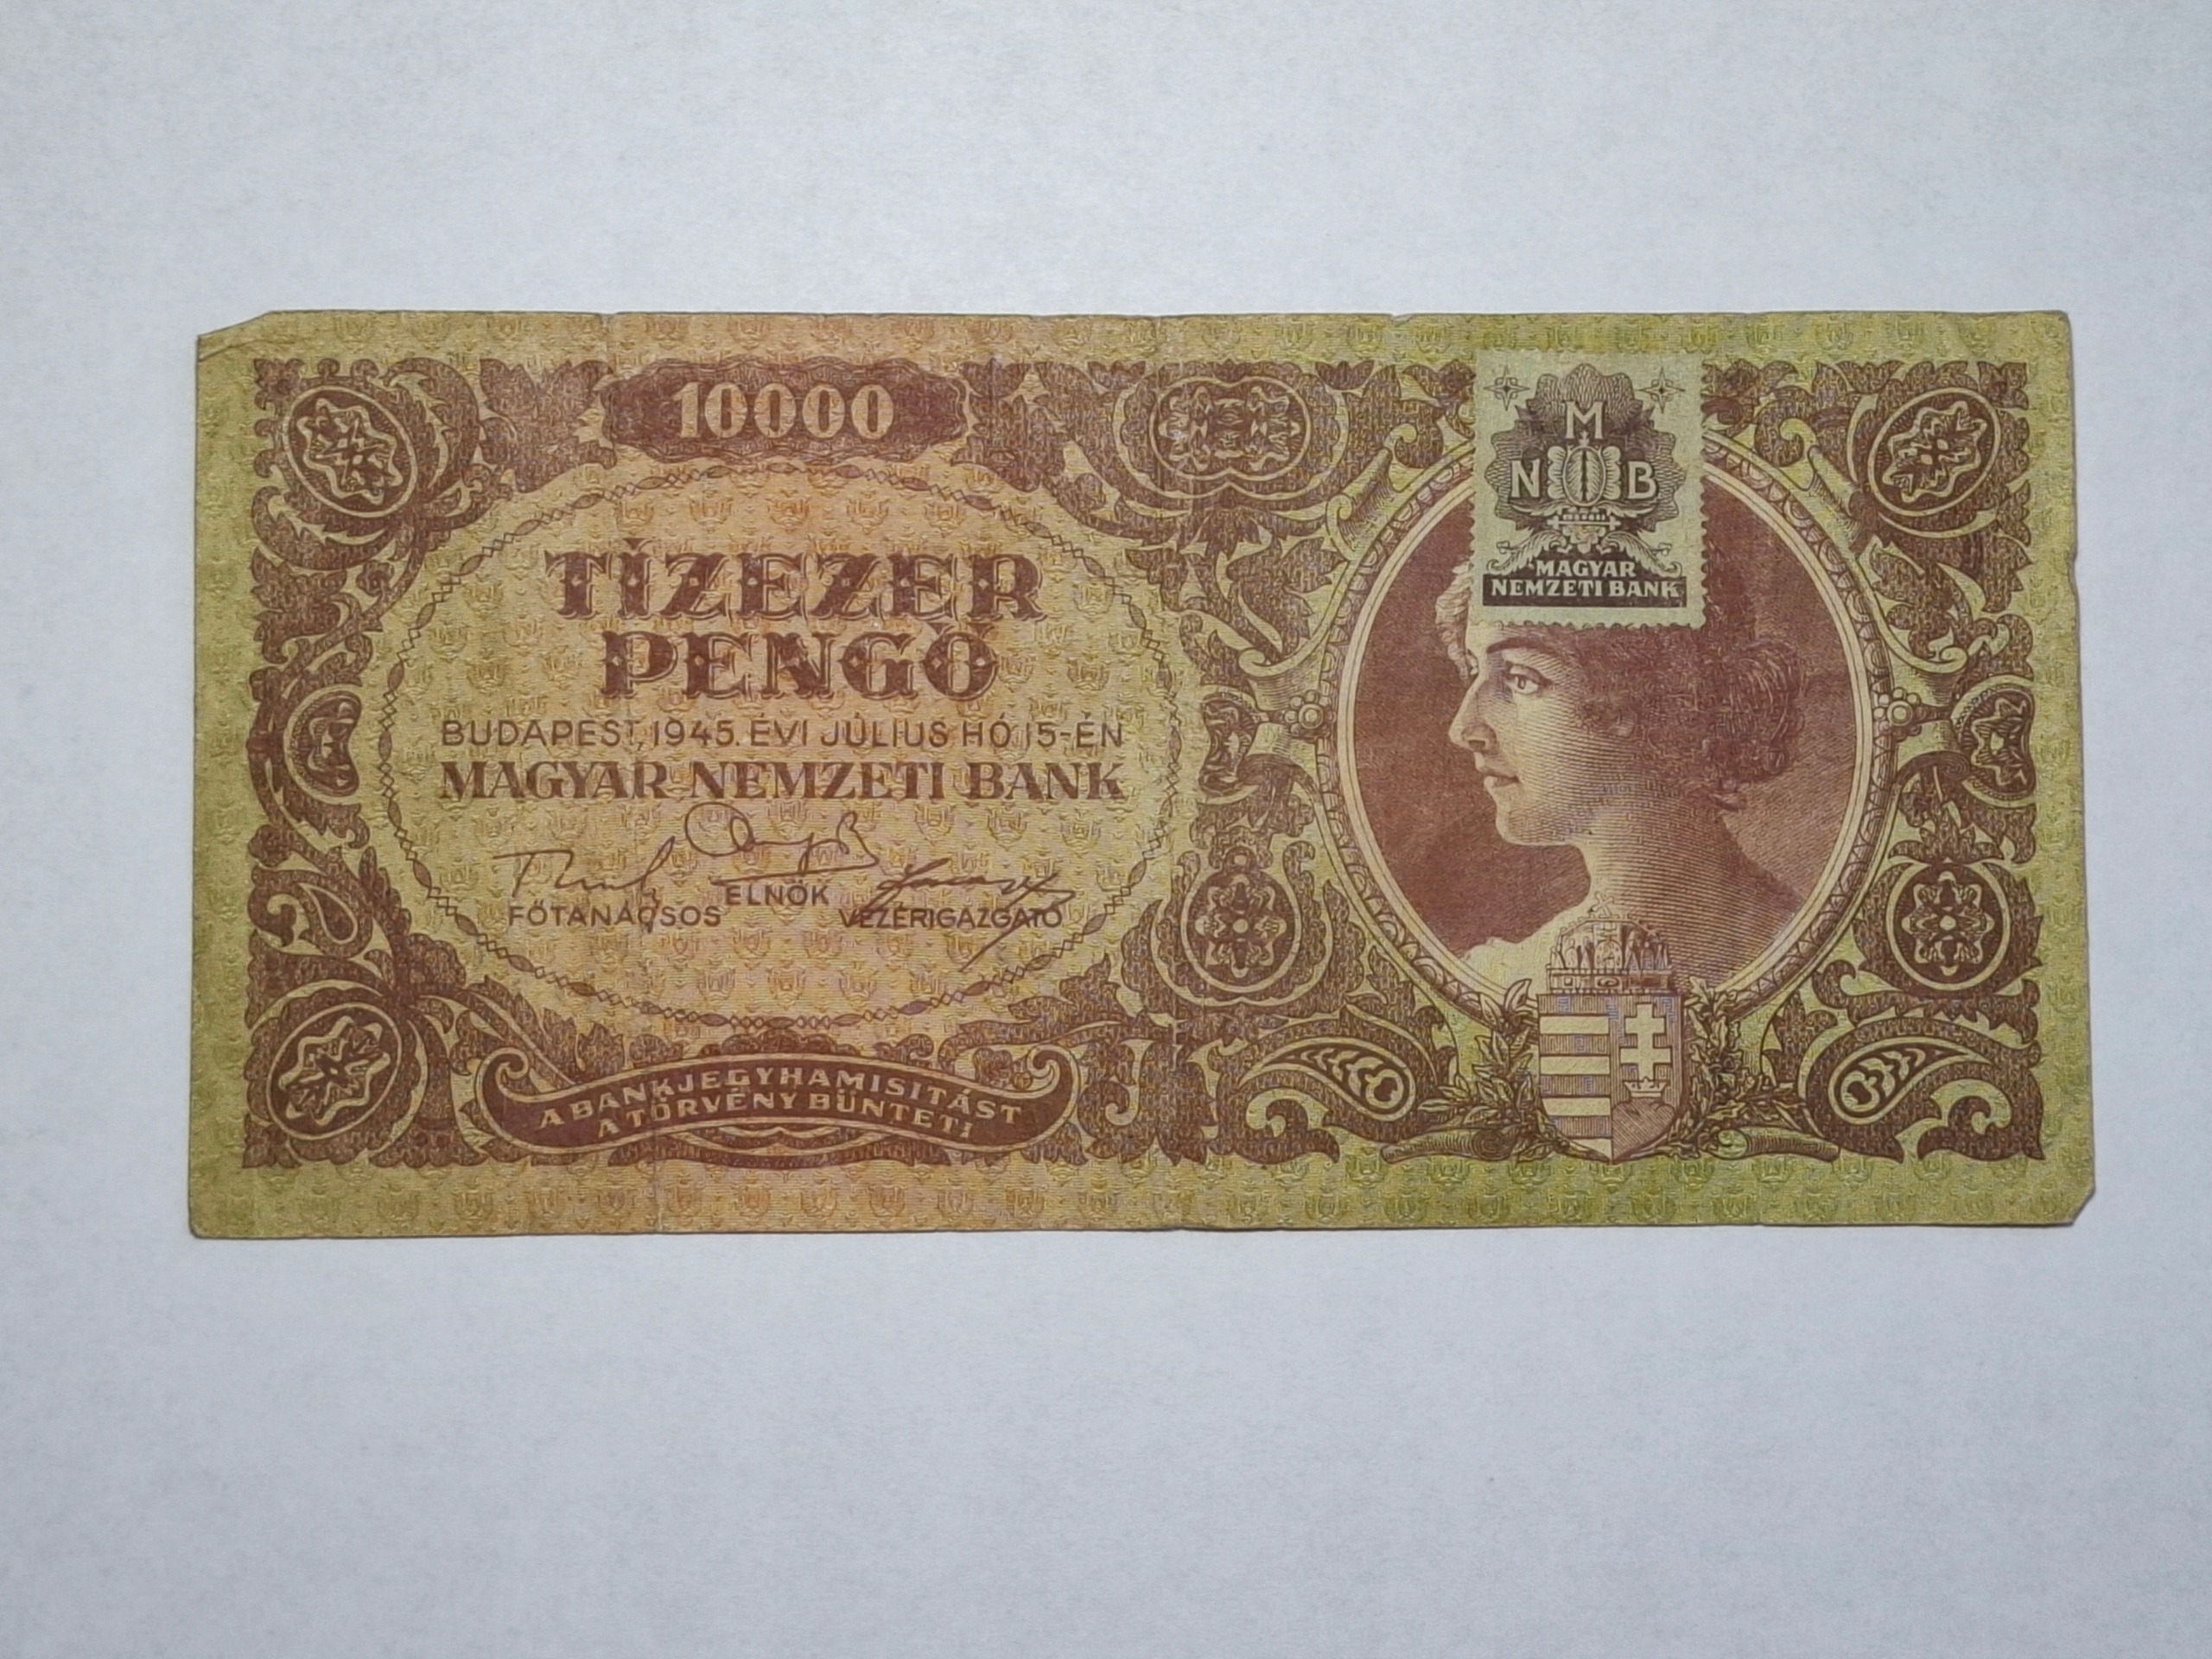 10000
TÍZEZER
PENGŐ
BUDAPEST, 1945. ÉVI JÚLIUS HÓ 15-ÉN
MAGYAR NEMZETI BANK
ELNÖK
FŐTANÁCSOS
VEZÉRIGAZGATÓ
A BANKJEGYHAMISITÁST
A TÖRVÉNY BÜNTETI
M
N B
MAGYAR
NEMZETI BANK